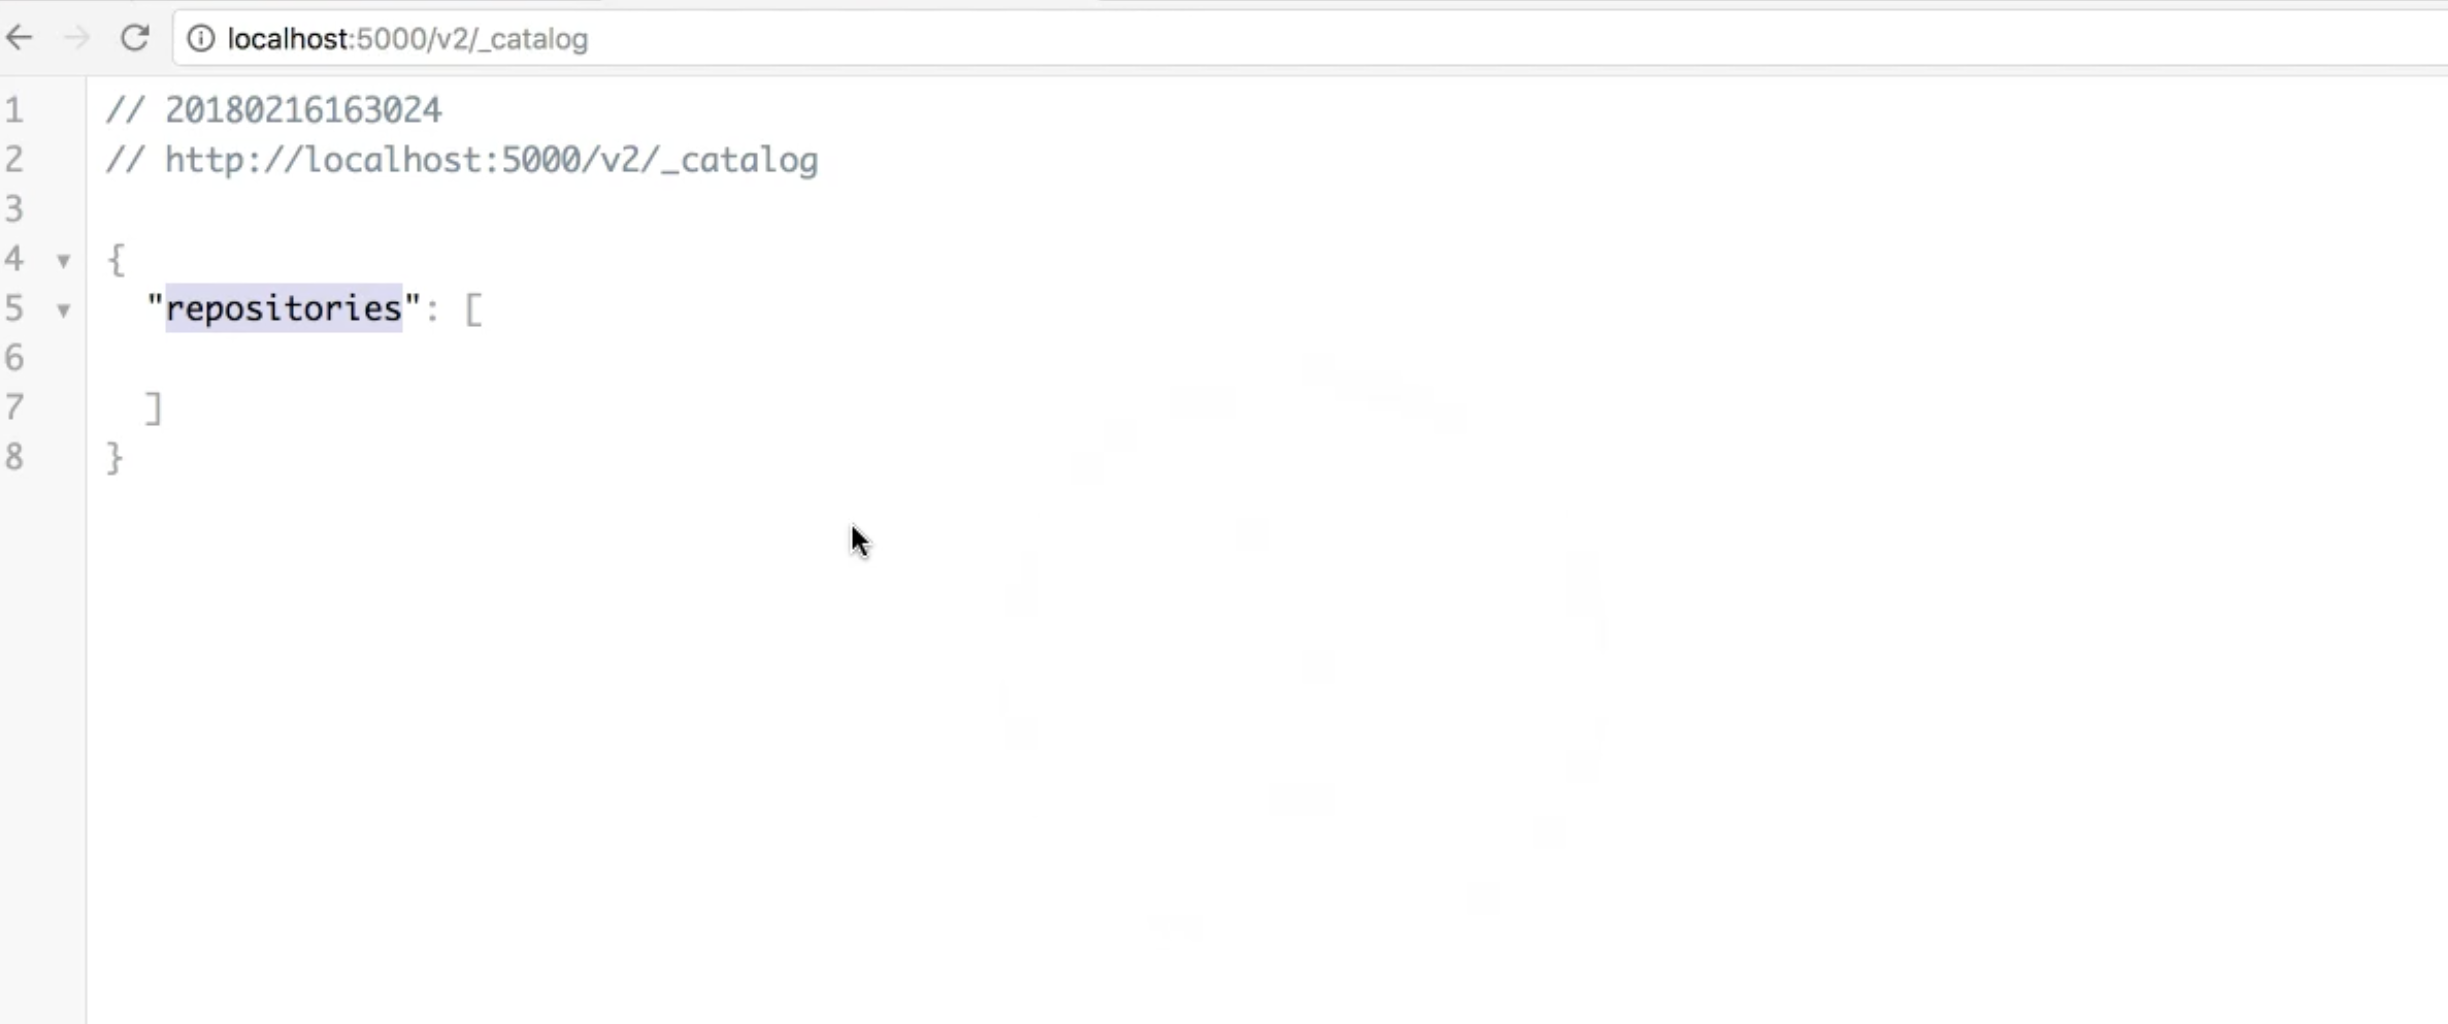 localhost:5000/v2/_catalog
1 // 20180216163024
2 // http://localhost:5000/v2/_catalog
3
4 ▾ {
5 ▾ "repositories": [
6
7 ]
8 }